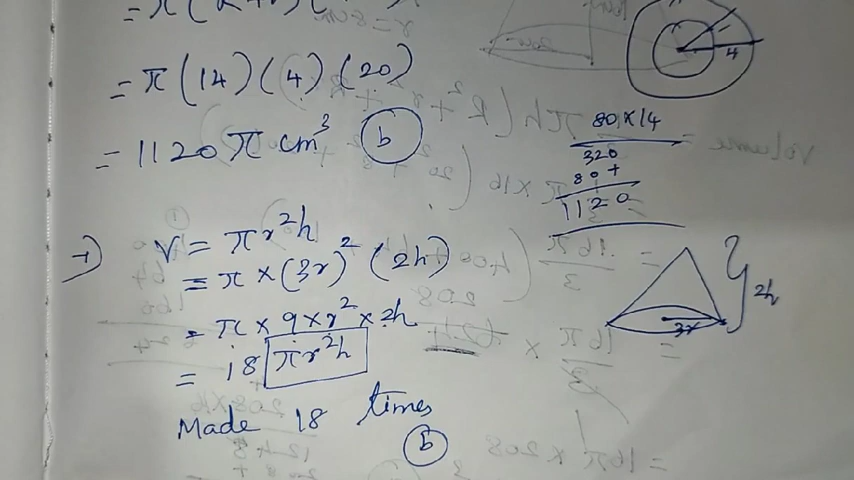 = π(14)(4)(20)
= 1120 π cm³ (b)
80 × 14
320
80 +
1120
4
7) V = πr²h
= π × (3r)² (2h)
= π × 9 × r² × 2h
= 18 πr²h
Made 18 times
(b)
2h
3r